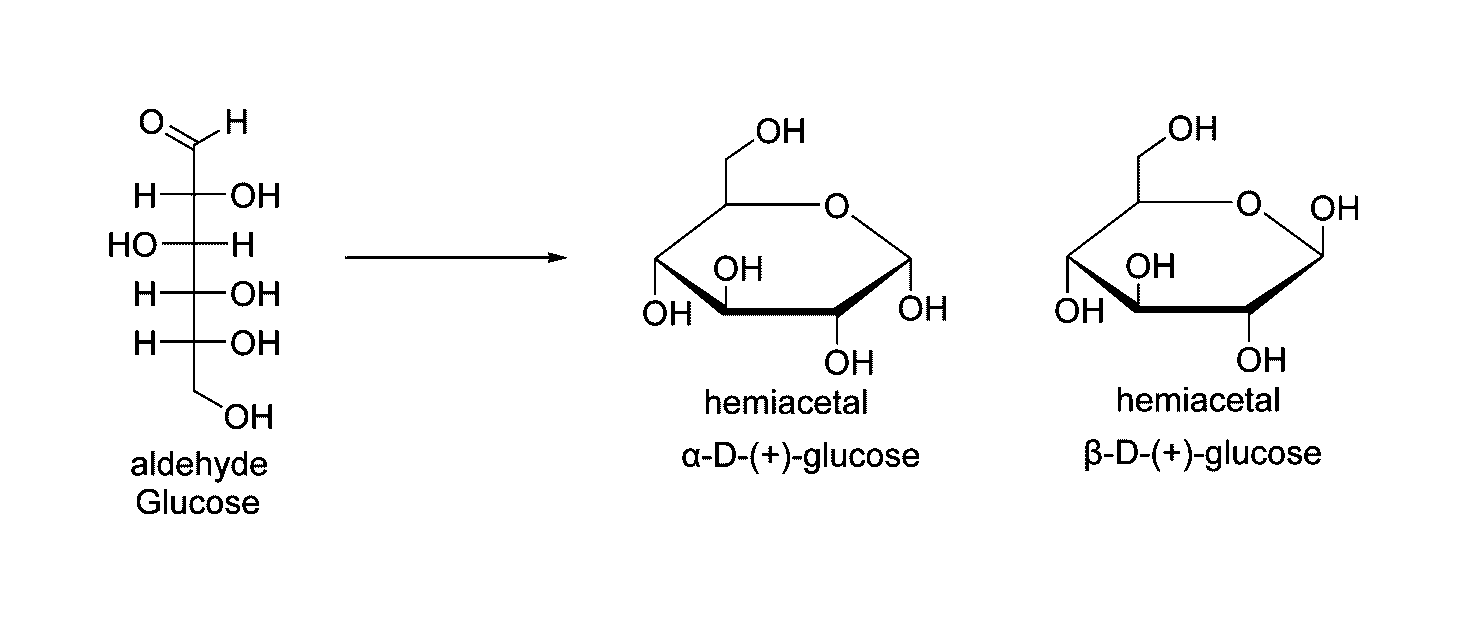 O H
H OH
HO H
H OH
H OH
OH
aldehyde
Glucose
OH
O
OH
OH
OH
OH
hemiacetal
α-D-(+)-glucose
OH
O
OH
OH
OH
OH
hemiacetal
β-D-(+)-glucose